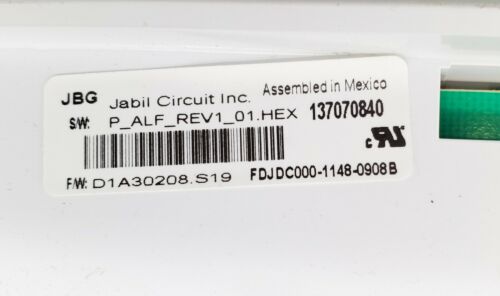 JBG Jabil Circuit Inc. Assembled in Mexico
S/W: P_ALF_REV1_01.HEX 137070840
F/W: D1A30208.S19 FDJDC000-1148-0908B